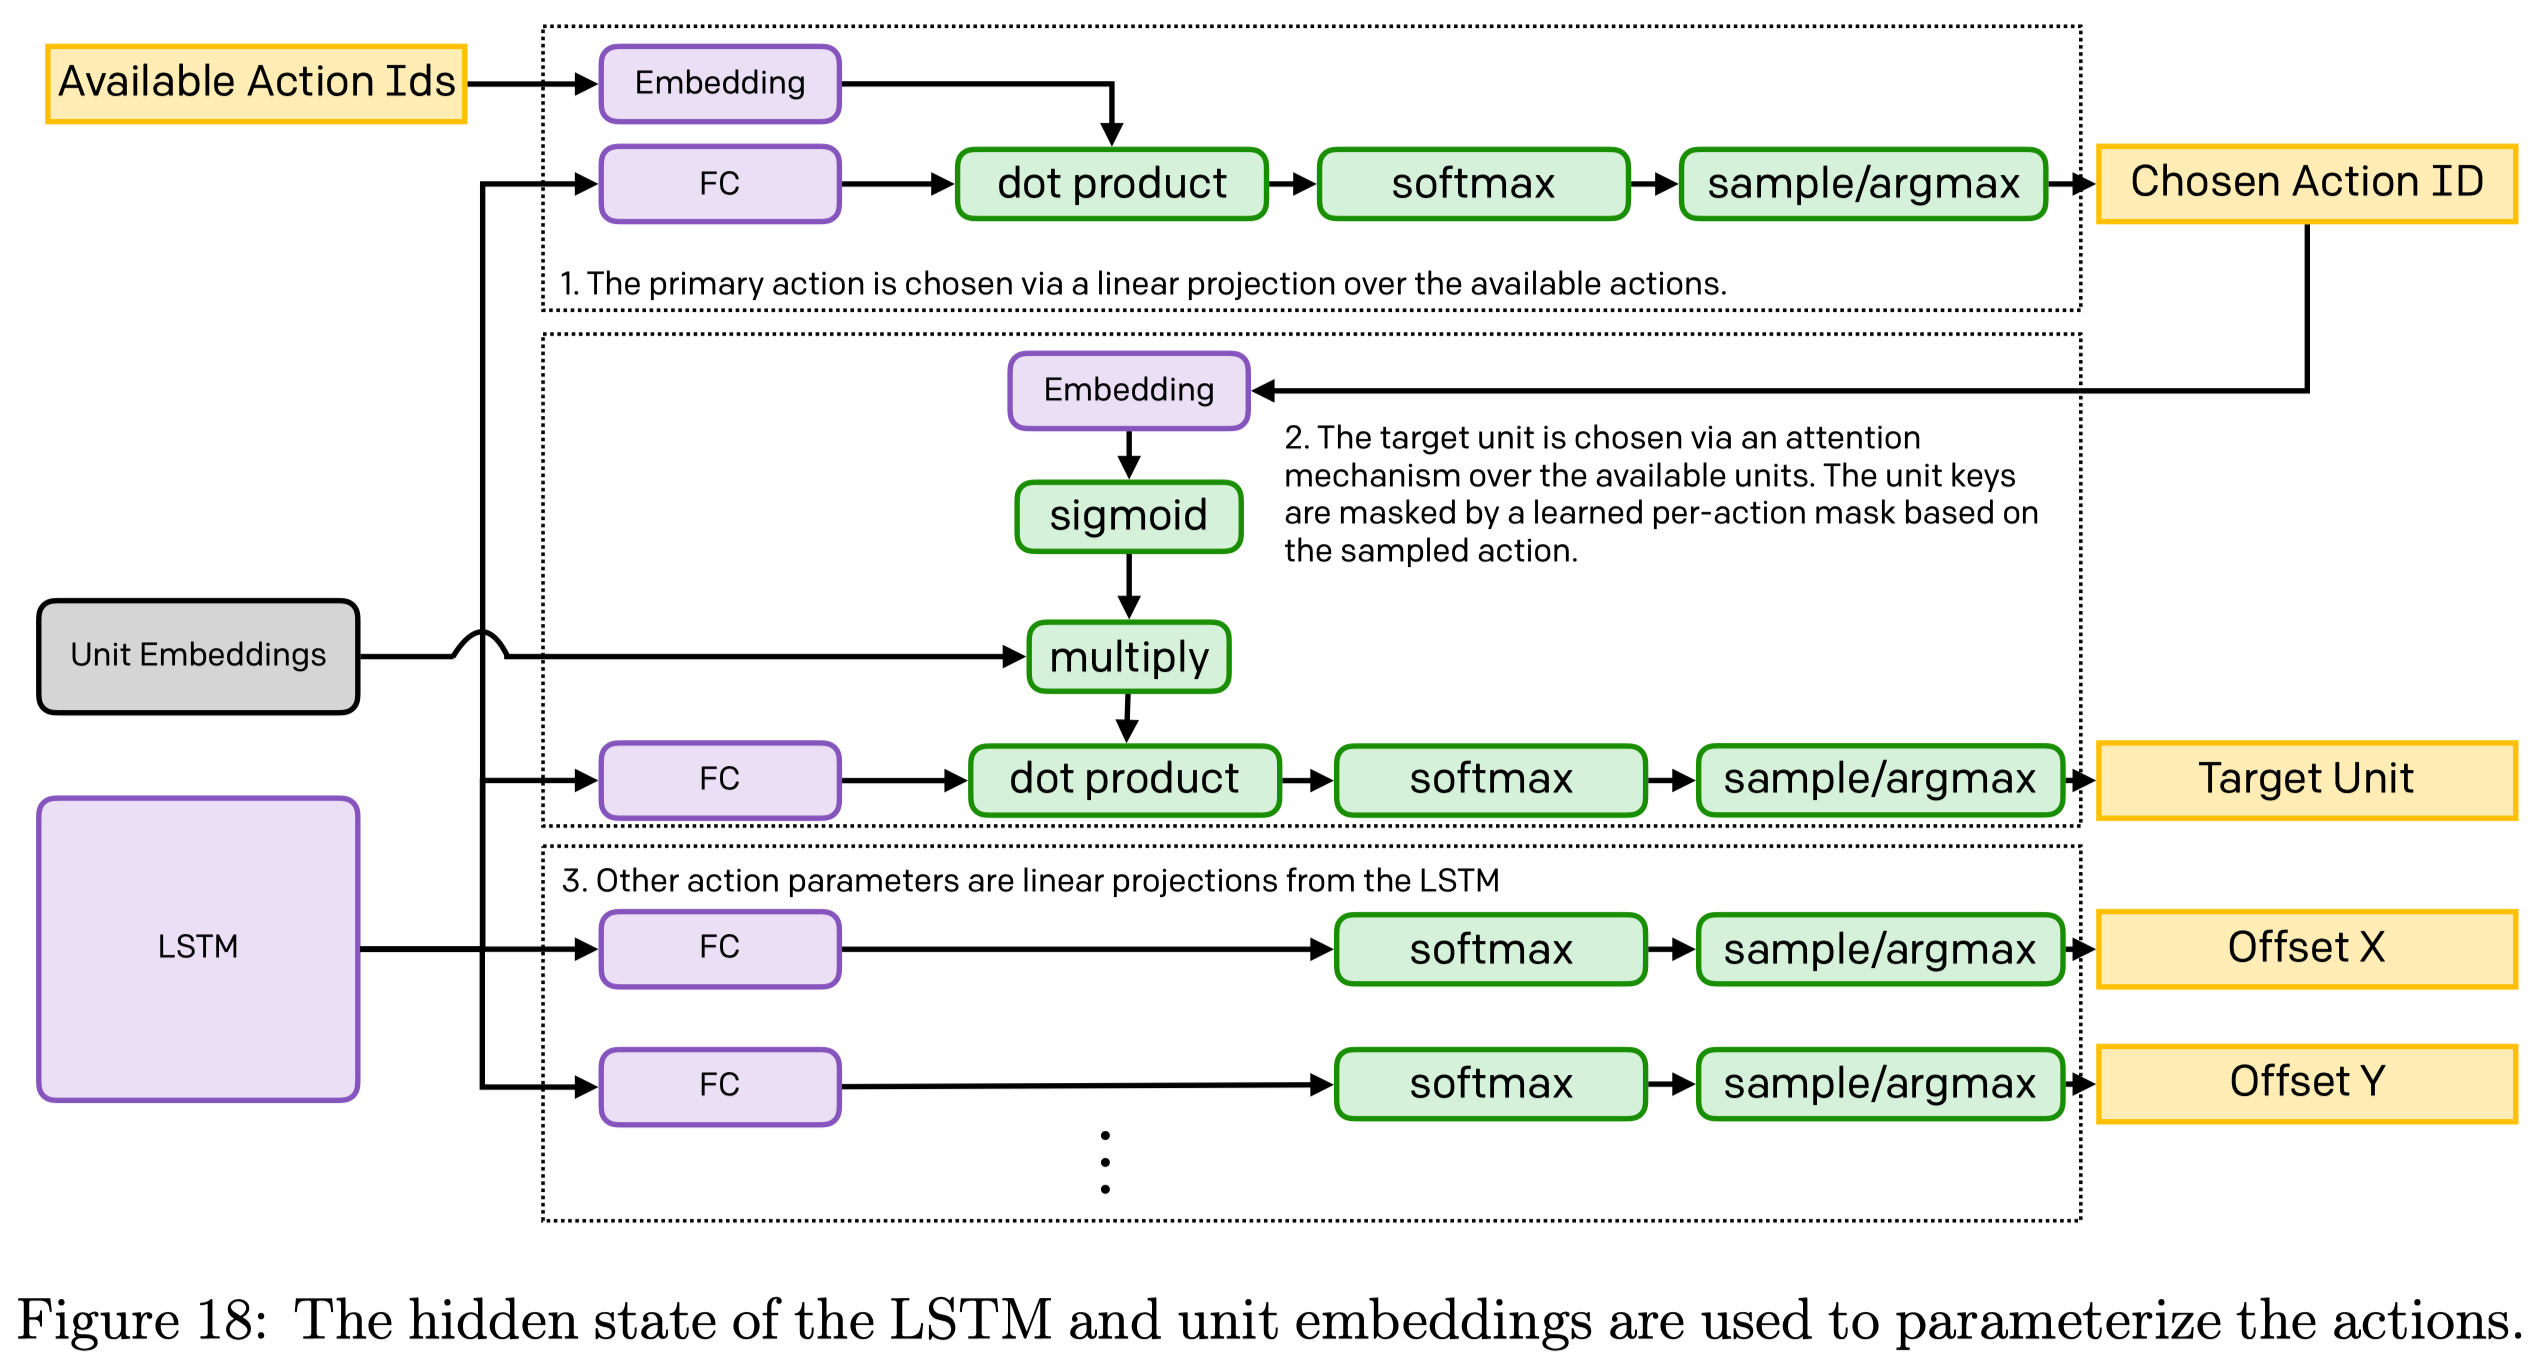 Available Action Ids
Embedding
FC
dot product
softmax
sample/argmax
Chosen Action ID
1. The primary action is chosen via a linear projection over the available actions.
Embedding
2. The target unit is chosen via an attention
mechanism over the available units. The unit keys
are masked by a learned per-action mask based on
the sampled action.
sigmoid
Unit Embeddings
multiply
FC
dot product
softmax
sample/argmax
Target Unit
3. Other action parameters are linear projections from the LSTM
LSTM
FC
softmax
sample/argmax
Offset X
FC
softmax
sample/argmax
Offset Y
Figure 18: The hidden state of the LSTM and unit embeddings are used to parameterize the actions.